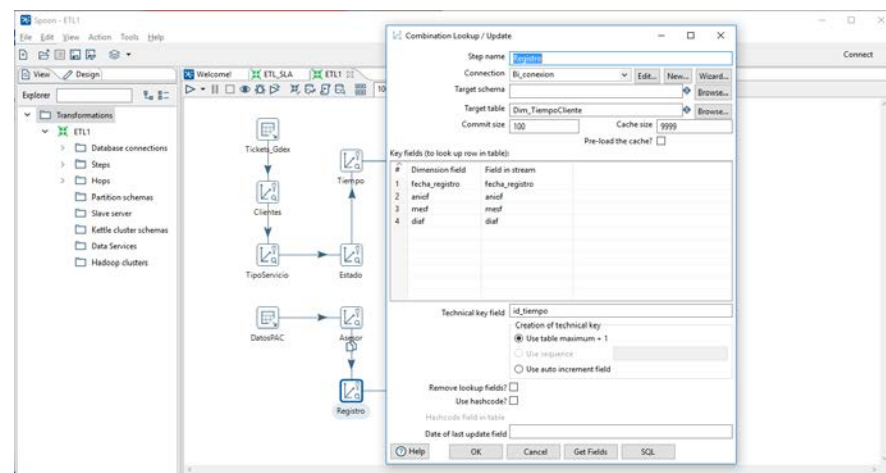 Spoon - ETL1
File Edit View Action Tools Help
Connect
View Design
Explorer
Transformations
ETL1
Database connections
Steps
Hops
Partition schemas
Slave server
Kettle cluster schemas
Data Services
Hadoop clusters
Welcome! ETL_SLA ETL1
10
Tickets_Gdex
Tiempo
Clientes
TipoServicio Estado
DatosPAC Asesor
Registro
Combination Lookup / Update
Step name Registro
Connection Bi_conexion Edit... New... Wizard...
Target schema Browse...
Target table Dim_TiempoCliente Browse...
Commit size 100 Cache size 9999
Pre-load the cache?
Key fields (to look up row in table):
# Dimension field Field in stream
1 fecha_registro fecha_registro
2 aniof aniof
3 mesf mesf
4 diaf diaf
Technical key field id_tiempo
Creation of technical key
Use table maximum + 1
Use sequence
Use auto increment field
Remove lookup fields?
Use hashcode?
Hashcode field in table
Date of last update field
Help OK Cancel Get Fields SQL